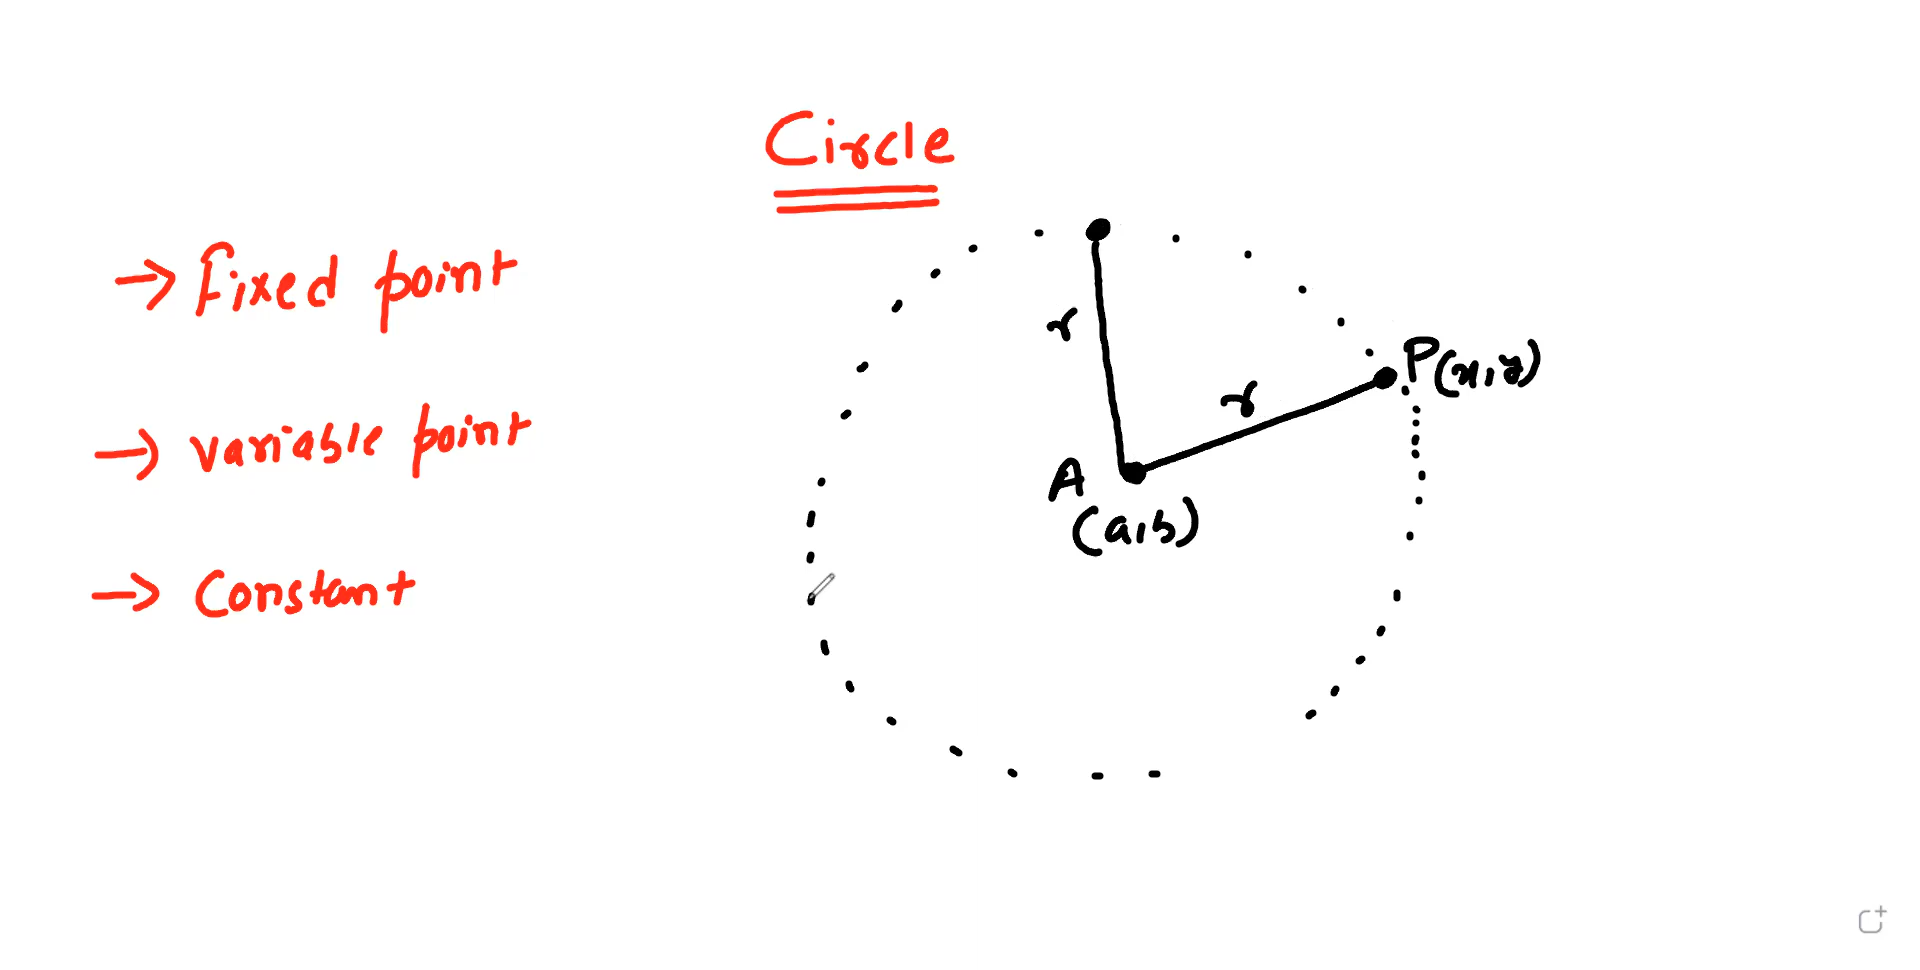 Circle
→ fixed point
→ variable point
→ Constant
r
r
P(x,y)
A
(a,b)